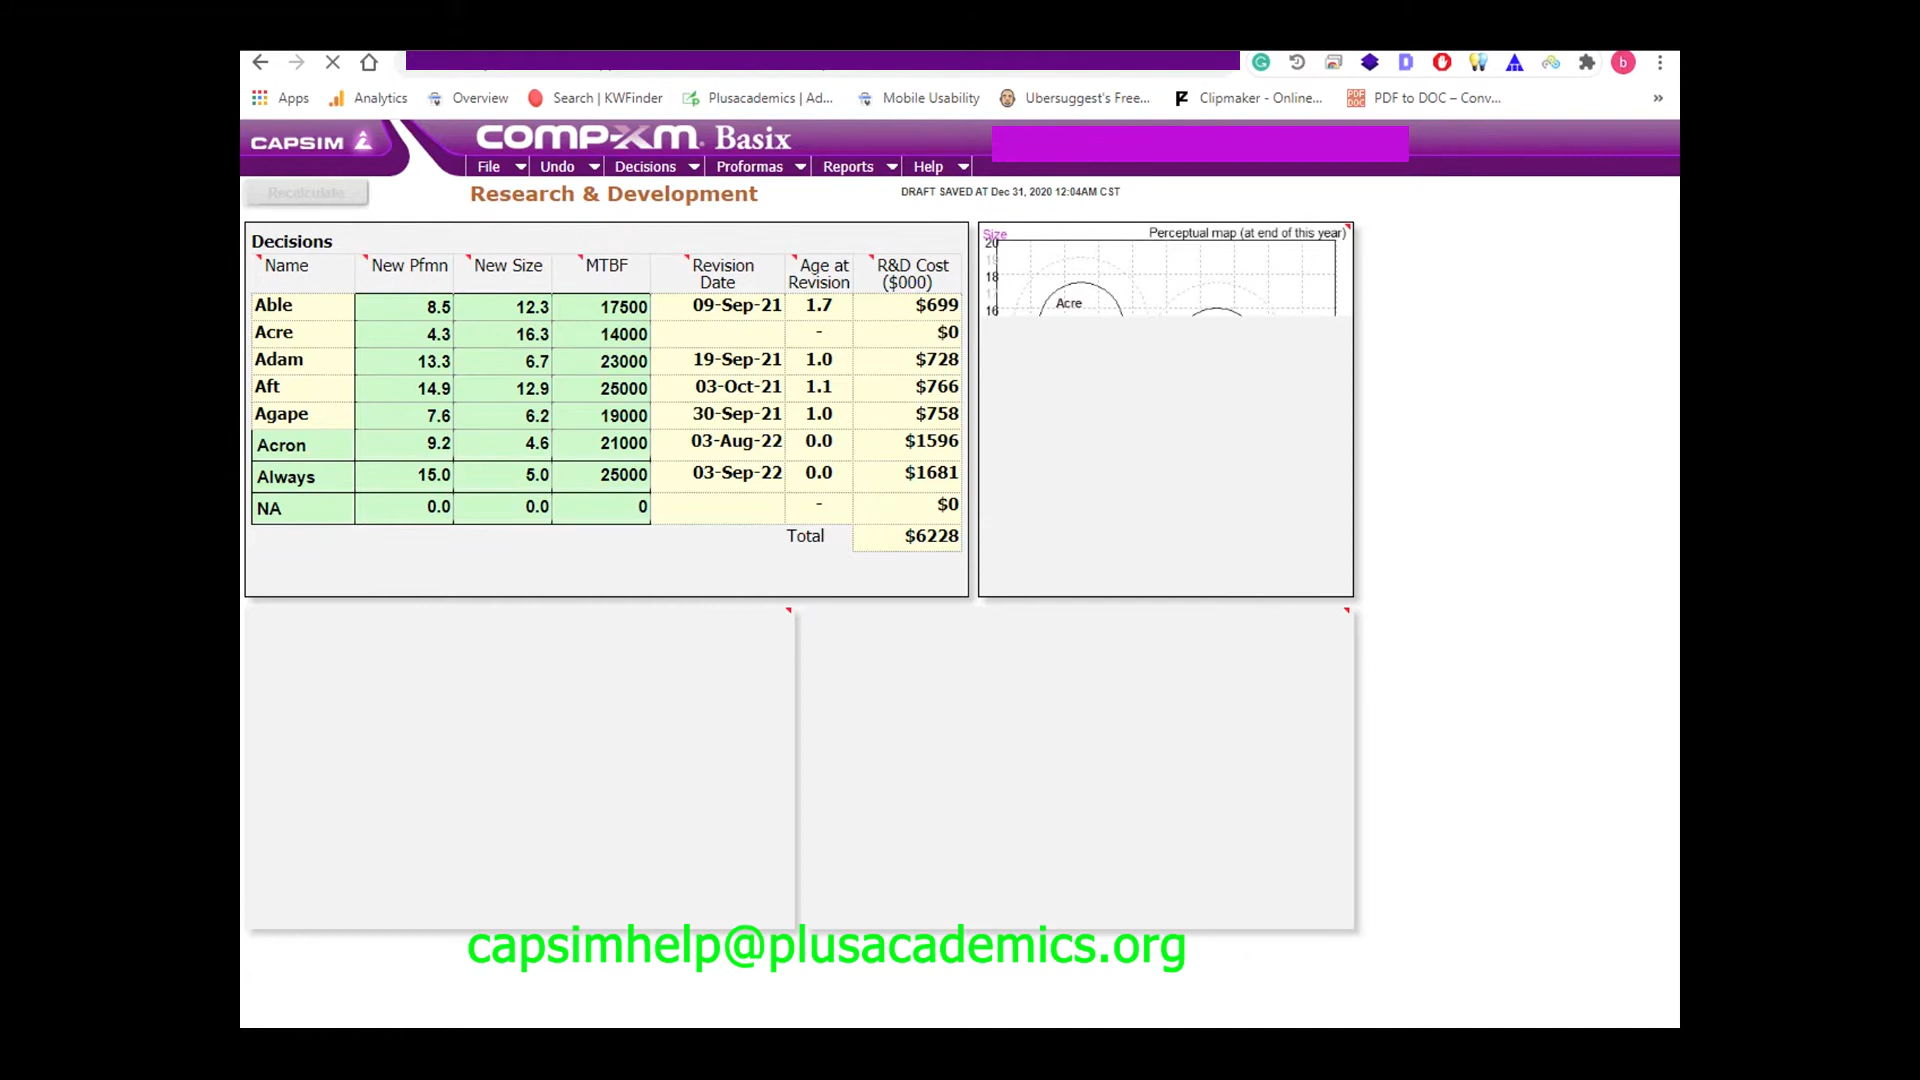 b
Apps Analytics Overview Search | KWFinder Plusacademics | Ad... Mobile Usability Ubersuggest's Free... Clipmaker - Online... PDF DOC PDF to DOC – Conv... »
CAPSIM COMP-XM® Basix
File Undo Decisions Proformas Reports Help
Recalculate Research & Development DRAFT SAVED AT Dec 31, 2020 12:04AM CST
Decisions
Name New Pfmn New Size MTBF Revision Date Age at Revision R&D Cost ($000)
Able 8.5 12.3 17500 09-Sep-21 1.7 $699
Acre 4.3 16.3 14000 - $0
Adam 13.3 6.7 23000 19-Sep-21 1.0 $728
Aft 14.9 12.9 25000 03-Oct-21 1.1 $766
Agape 7.6 6.2 19000 30-Sep-21 1.0 $758
Acron 9.2 4.6 21000 03-Aug-22 0.0 $1596
Always 15.0 5.0 25000 03-Sep-22 0.0 $1681
NA 0.0 0.0 0 - $0
Total $6228
Size Perceptual map (at end of this year)
20
18
16
Acre
capsimhelp@plusacademics.org